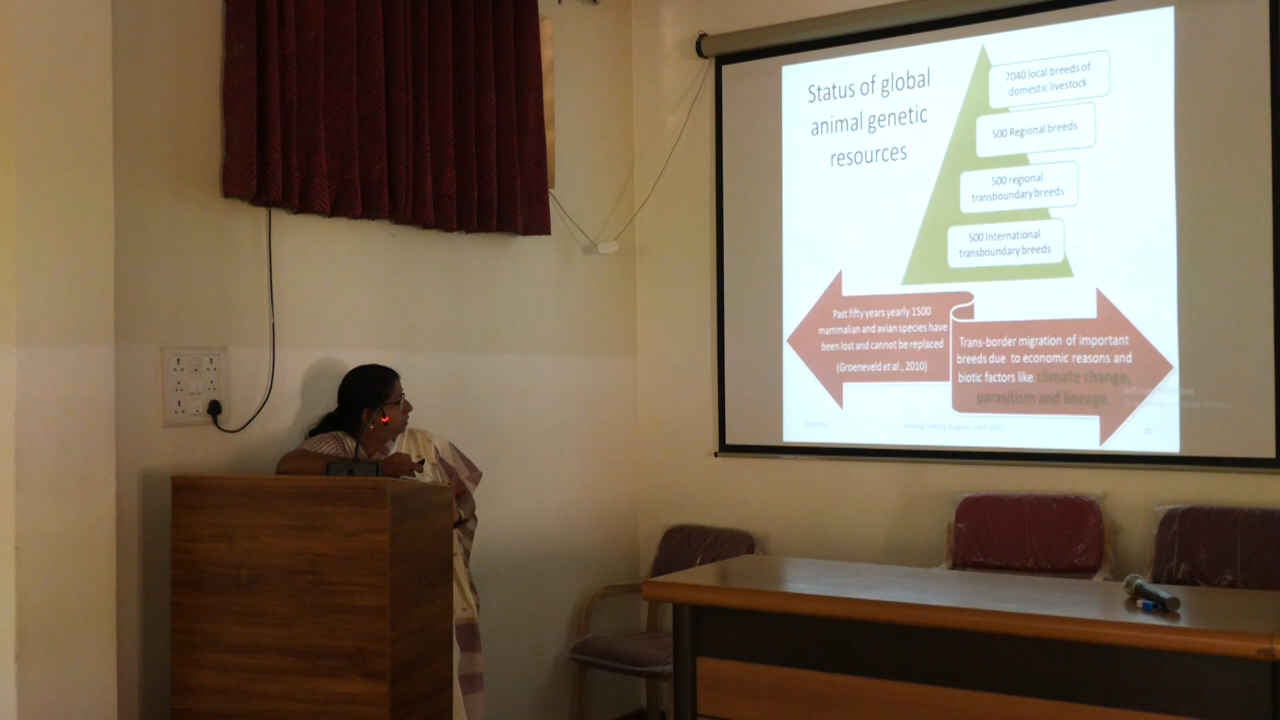 Status of global
animal genetic
resources
7040 local breeds of
domestic livestock
500 Regional breeds
500 regional
transboundary breeds
500 International
transboundary breeds
Past fifty years yearly 1500
mammalian and avian species have
been lost and cannot be replaced
(Groeneveld et al., 2010)
Trans-border migration of important
breeds due to economic reasons and
biotic factors like climate change,
parasitism and lineage